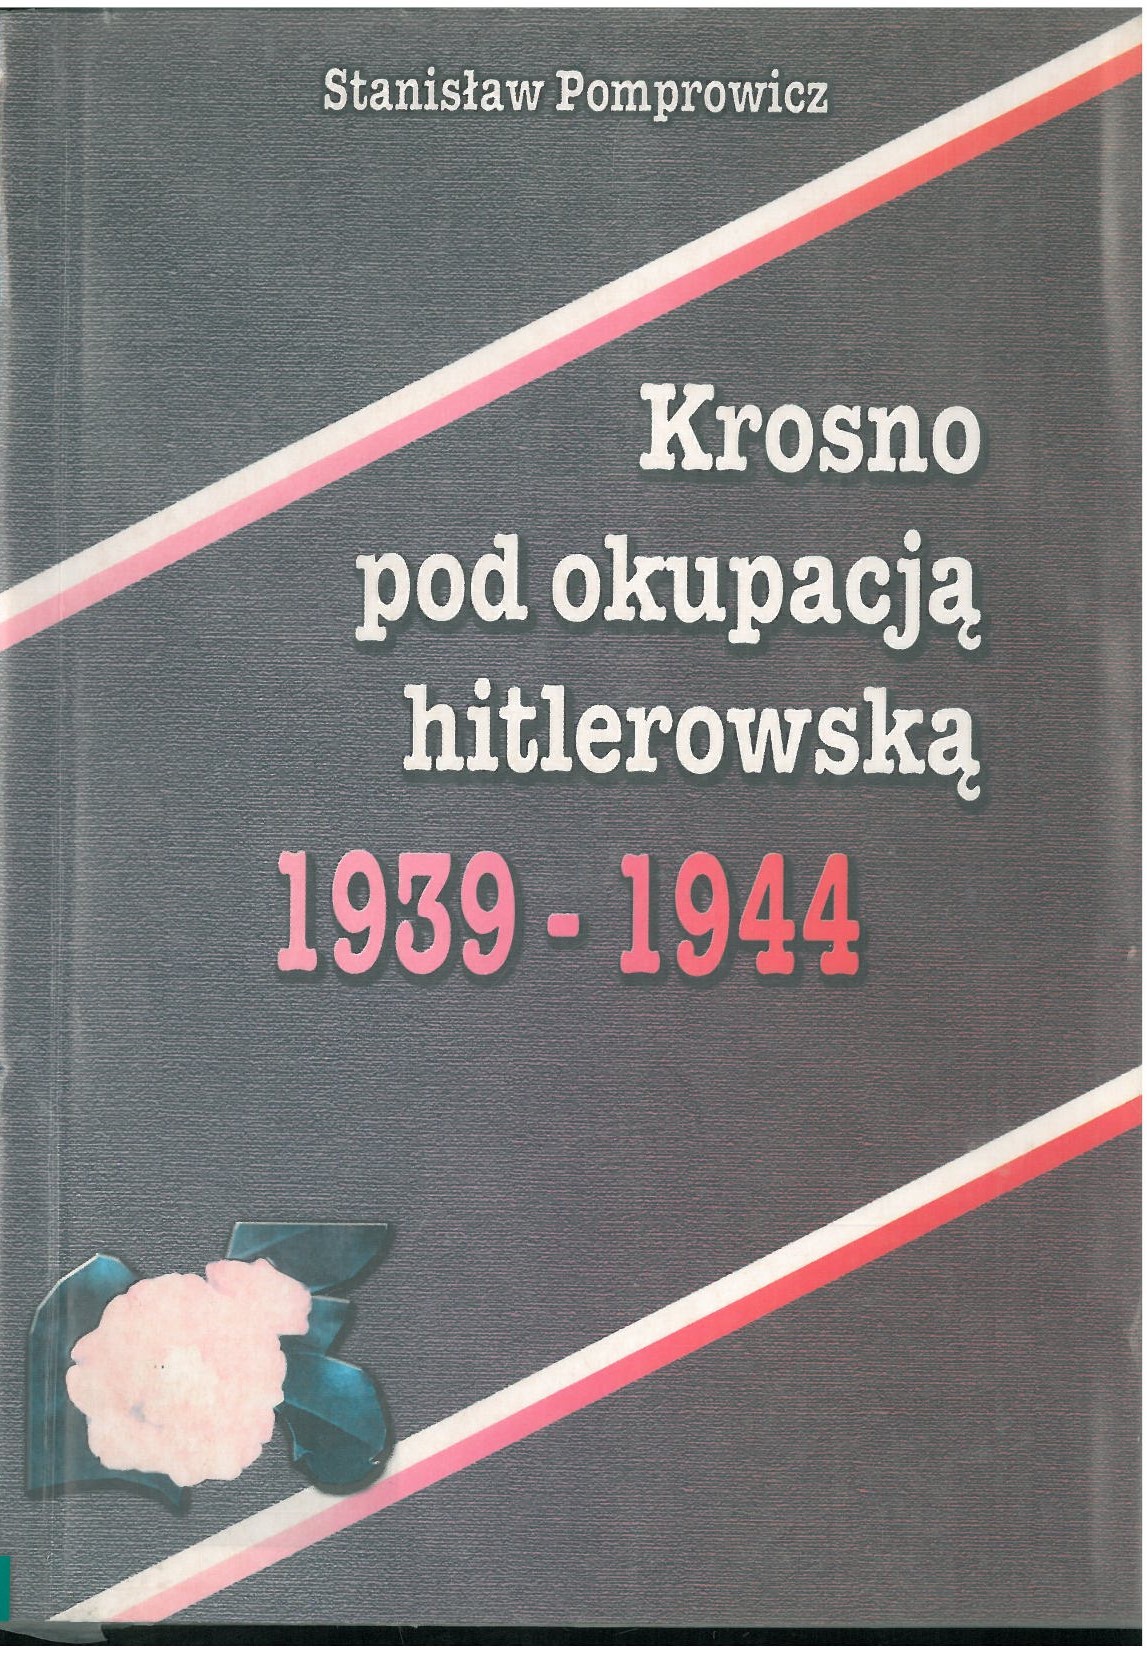 Stanisław Pomprowicz
Krosno
pod okupacją
hitlerowską
1939 - 1944